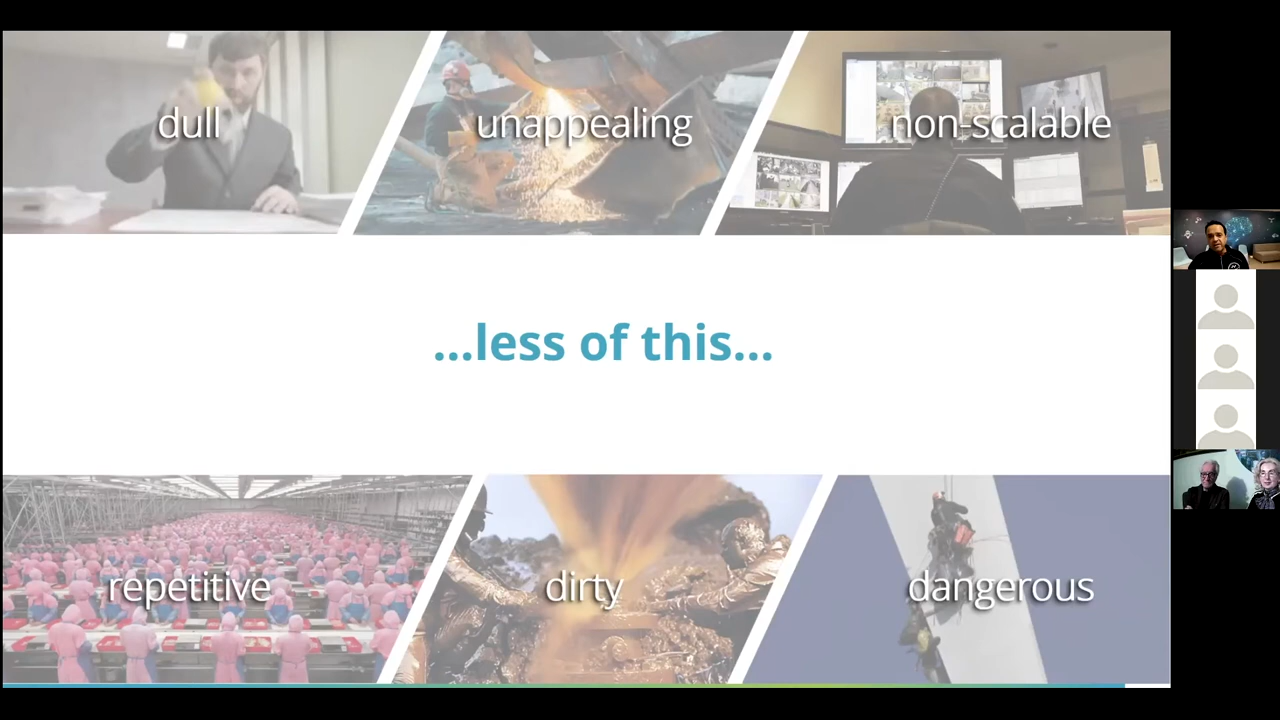 dull
unappealing
non-scalable
...less of this...
repetitive
dirty
dangerous